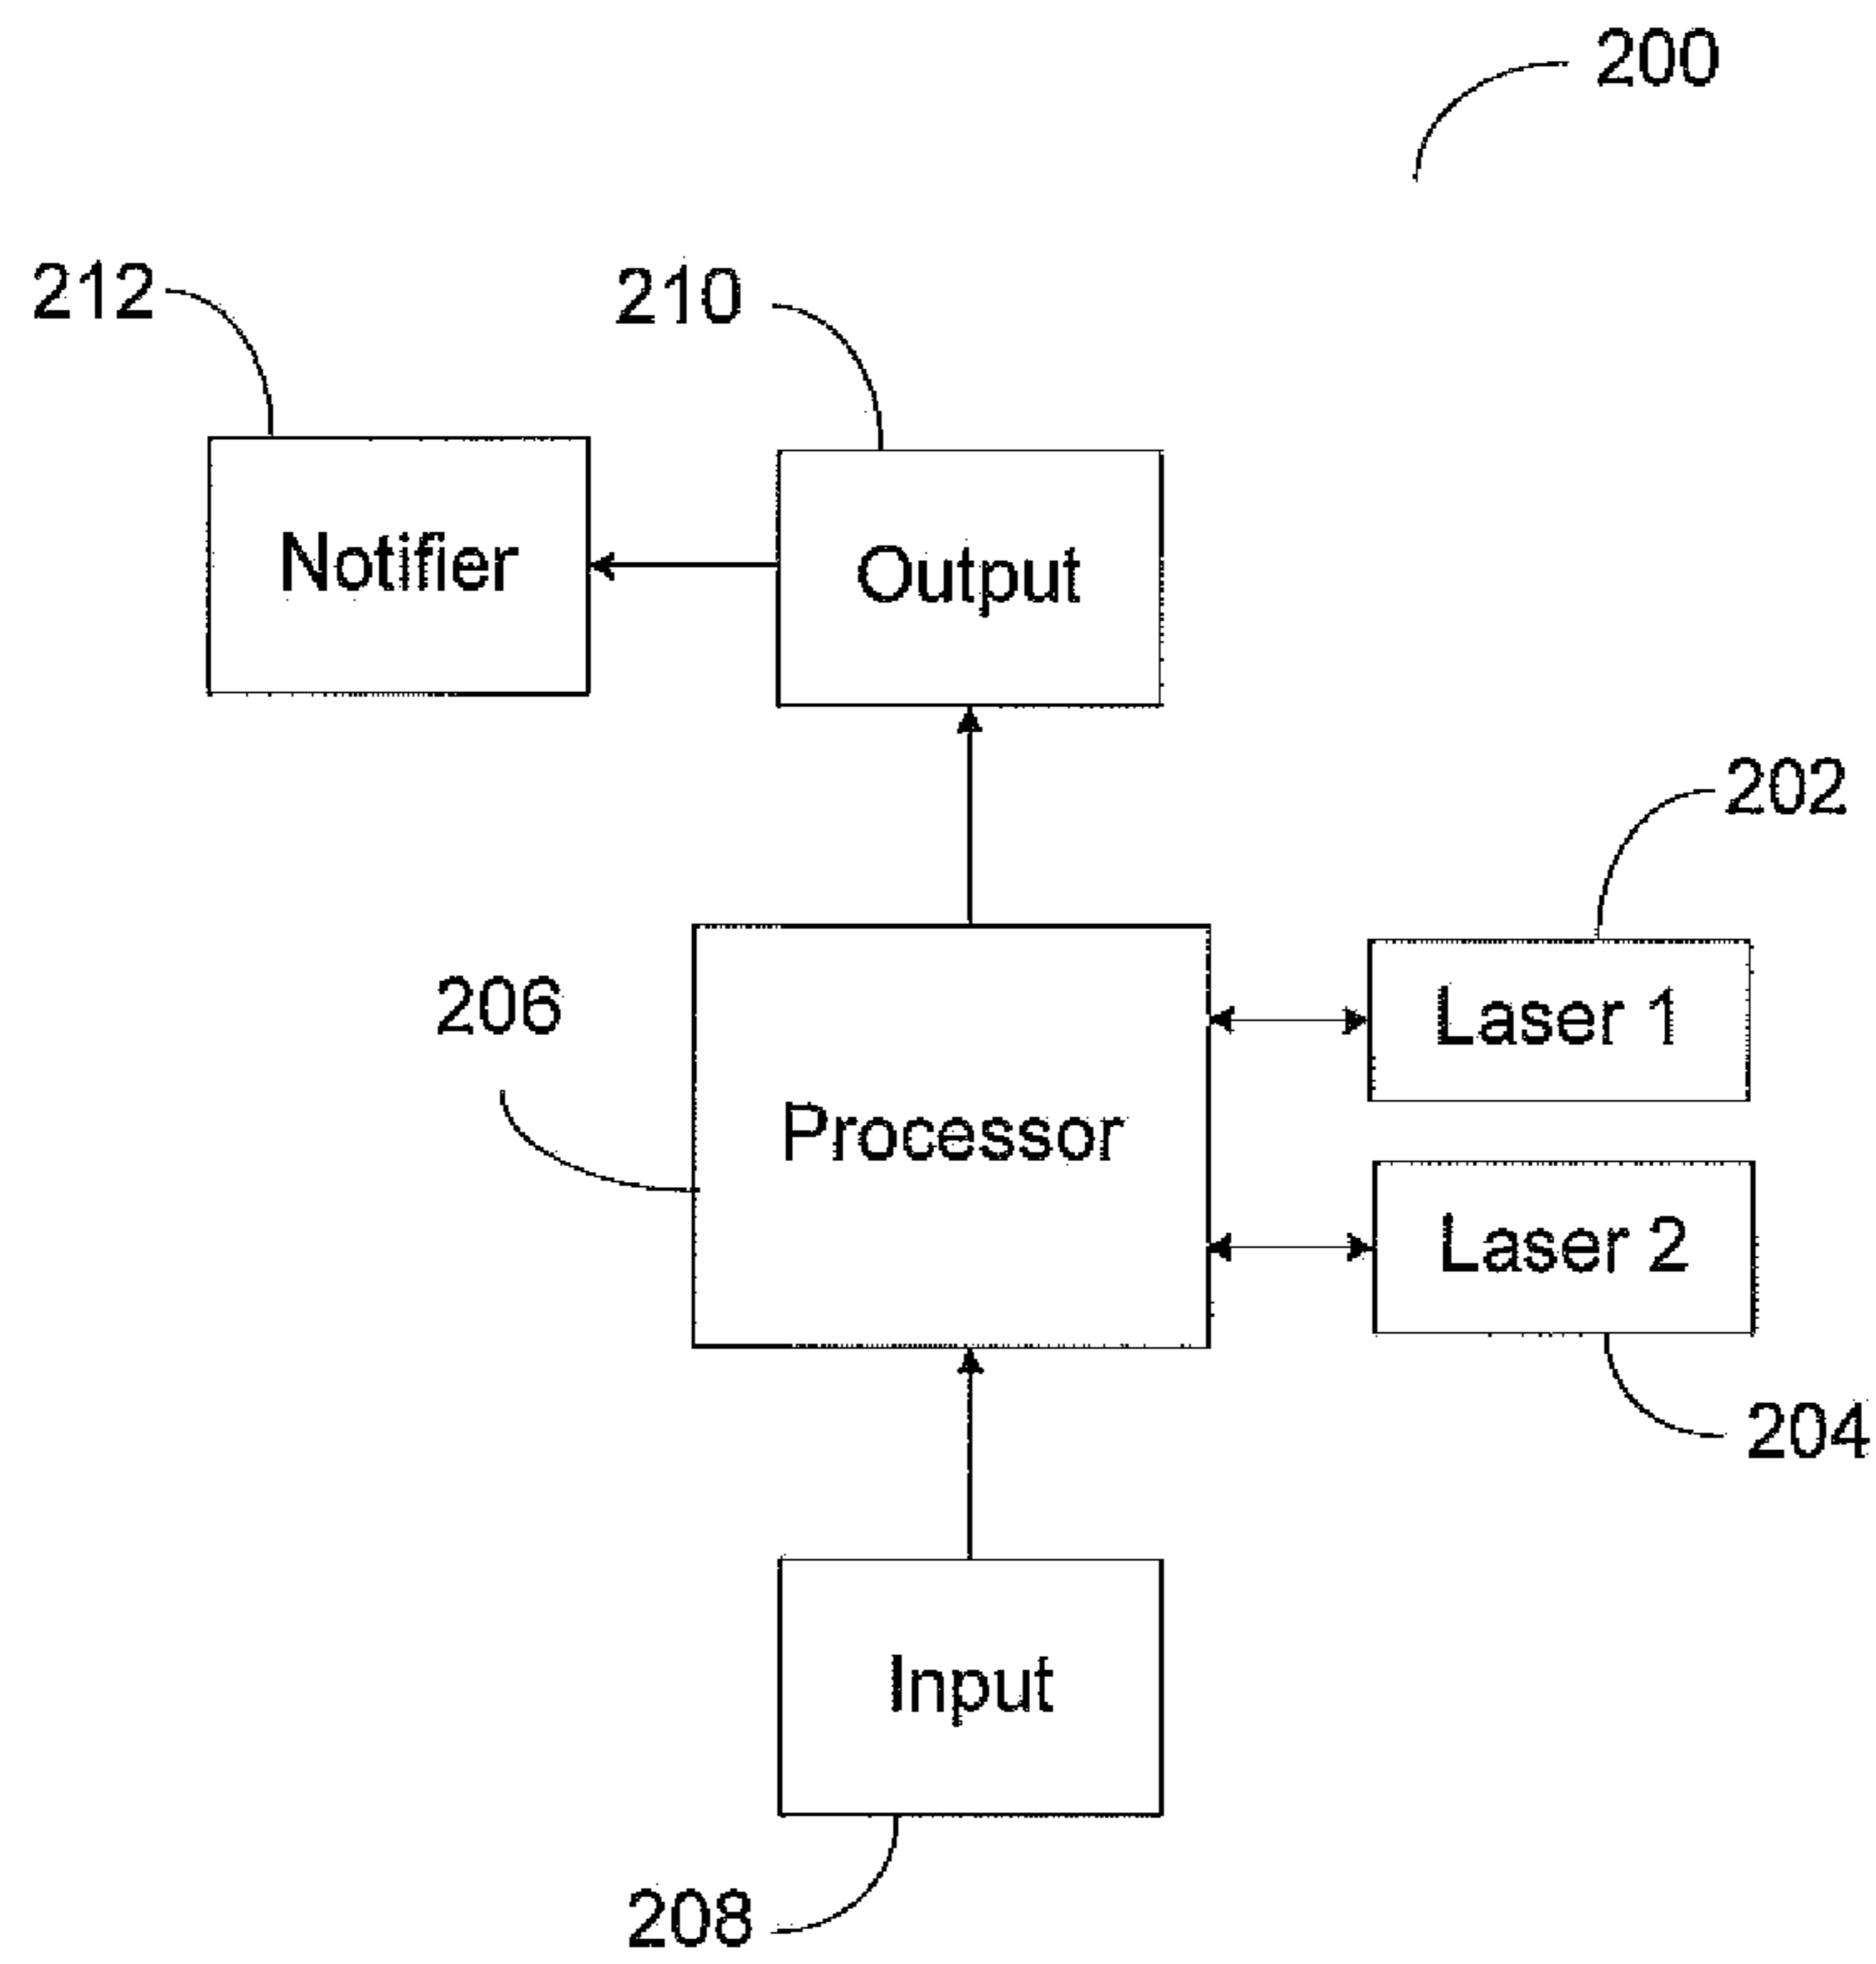 200
212
210
Notifier
Output
202
206
Laser 1
Processor
Laser 2
204
Input
208